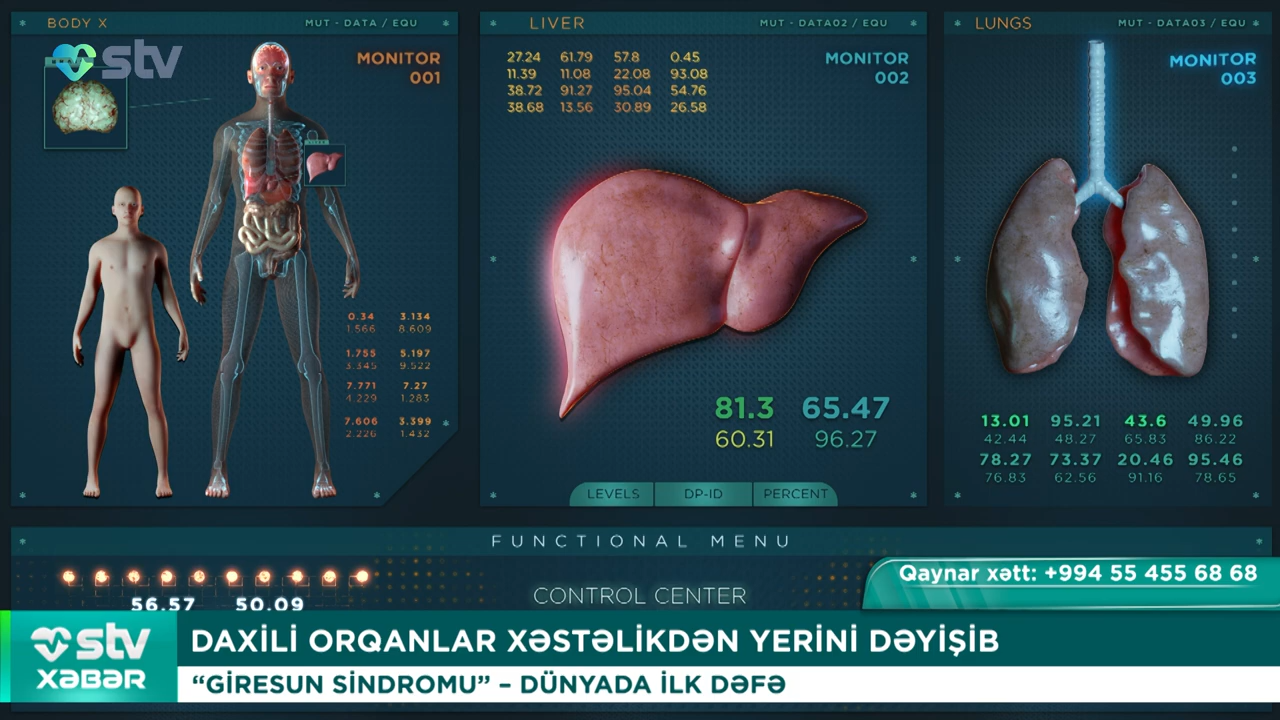 BODY X
MUT - DATA / EQU
stv
MONITOR
001
0.34 3.134
1.566 8.609
1.755 5.197
3.345 9.522
7.771 7.27
4.229 1.283
7.606 3.399
2.226 1.432
LIVER
MUT - DATA02 / EQU
27.24 61.79 57.8 0.45
11.39 11.08 22.08 93.08
38.72 91.27 95.04 54.76
38.68 13.56 30.89 26.58
MONITOR
002
81.3 65.47
60.31 96.27
LEVELS DP-ID PERCENT
LUNGS
MUT - DATA03 / EQU
MONITOR
003
13.01 95.21 43.6 49.96
42.44 48.27 65.83 86.22
78.27 73.37 20.46 95.46
76.83 62.56 91.16 78.65
FUNCTIONAL MENU
CONTROL CENTER
56.57 50.09
Qaynar xətt: +994 55 455 68 68
stv
XƏBƏR
DAXİLİ ORQANLAR XƏSTƏLİKDƏN YERİNİ DƏYİŞİB
“GİRESUN SİNDROMU” – DÜNYADA İLK DƏFƏ